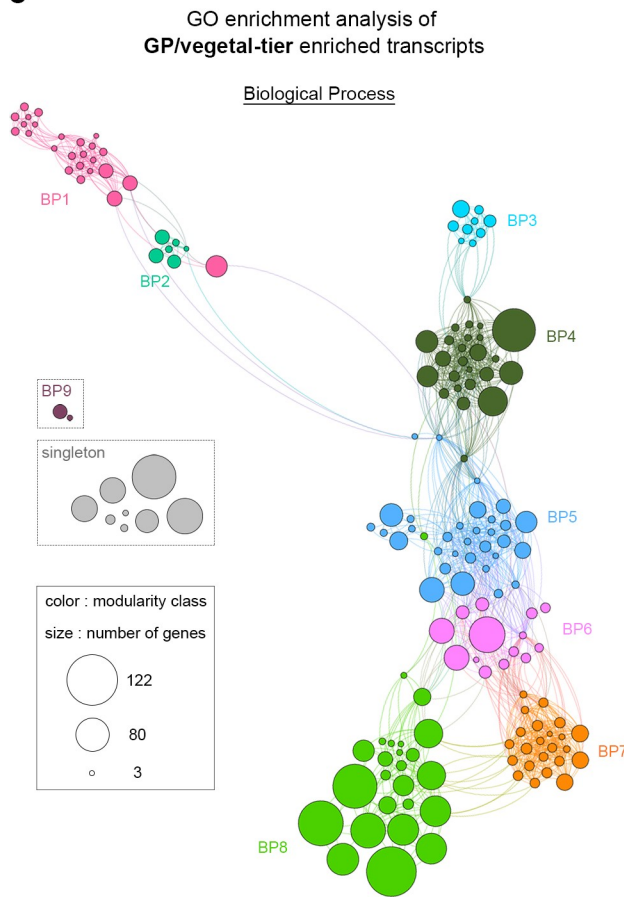 GO enrichment analysis of
GP/vegetal-tier enriched transcripts
Biological Process
BP1
BP2
BP3
BP4
BP9
singleton
BP5
BP6
BP7
BP8
color : modularity class
size : number of genes
122
80
3